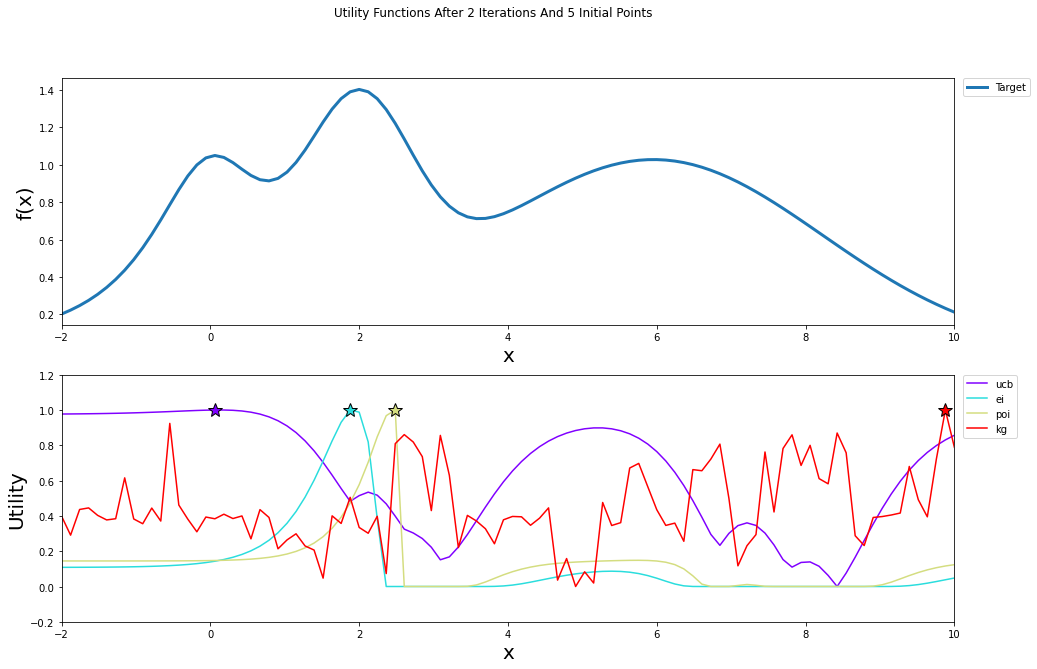 Utility Functions After 2 Iterations And 5 Initial Points
1.4
1.2
1.0
0.8
0.6
0.4
0.2
f(x)
−2 0 2 4 6 8 10
x
Target
1.2
1.0
0.8
0.6
0.4
0.2
0.0
−0.2
Utility
−2 0 2 4 6 8 10
x
ucb
ei
poi
kg